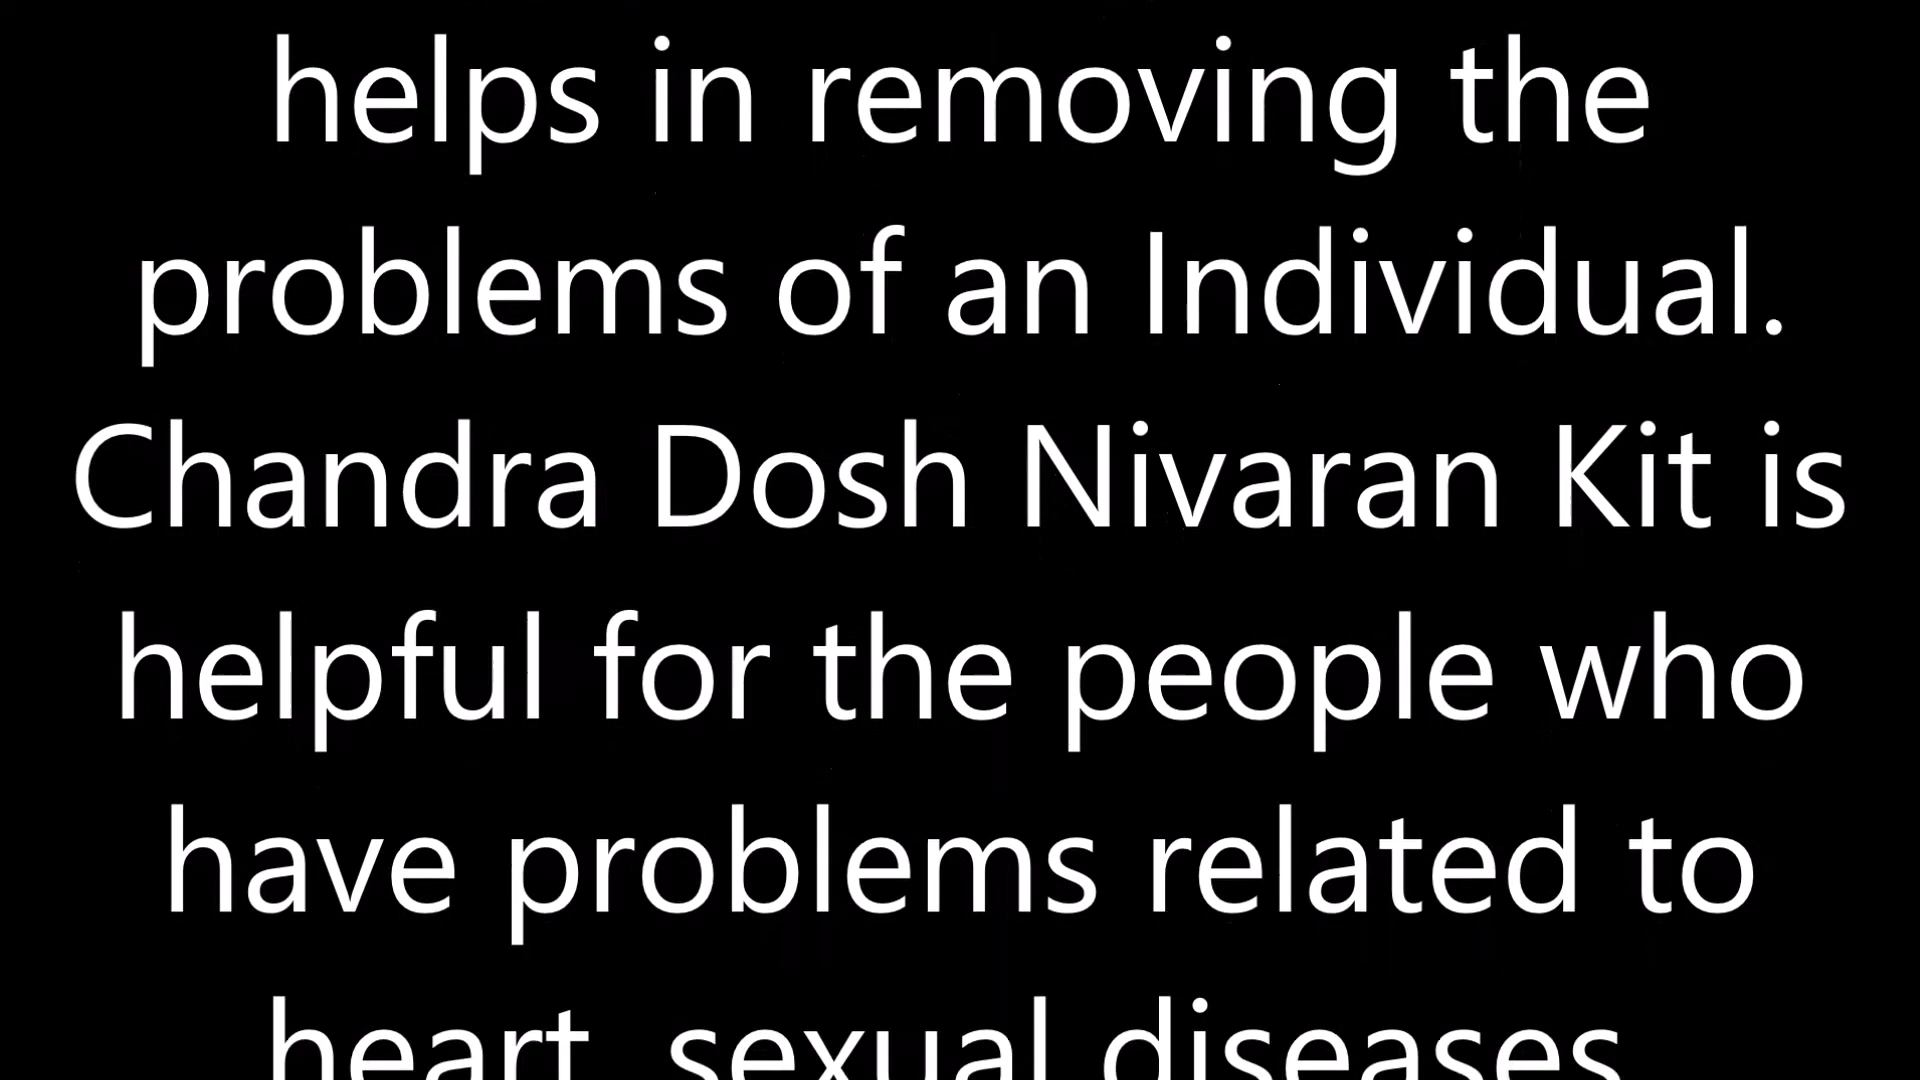 helps in removing the
problems of an Individual.
Chandra Dosh Nivaran Kit is
helpful for the people who
have problems related to
heart sexual diseases